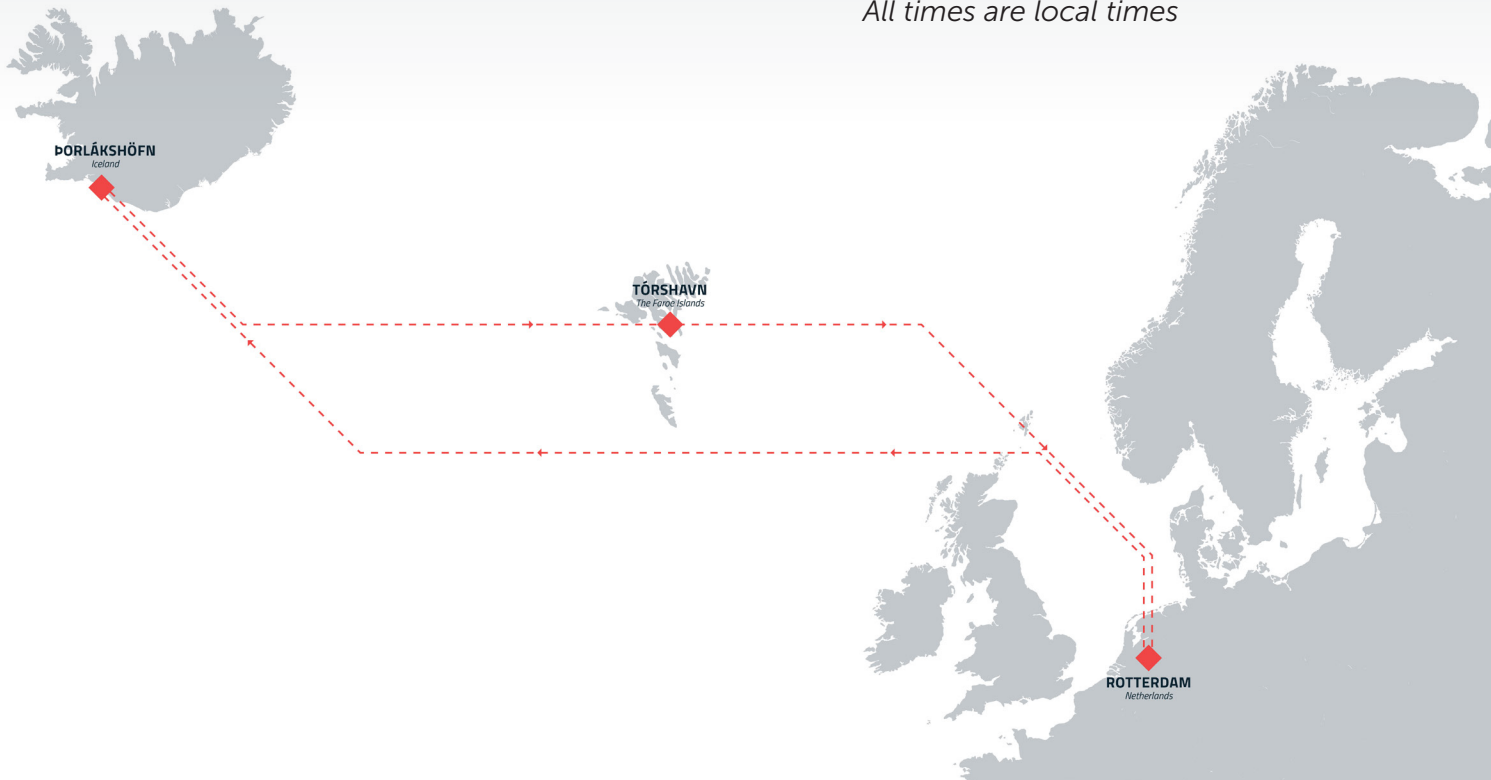 All times are local times
ÞORLÁKSHÖFN
Iceland
TÓRSHAVN
The Faroe Islands
ROTTERDAM
Netherlands